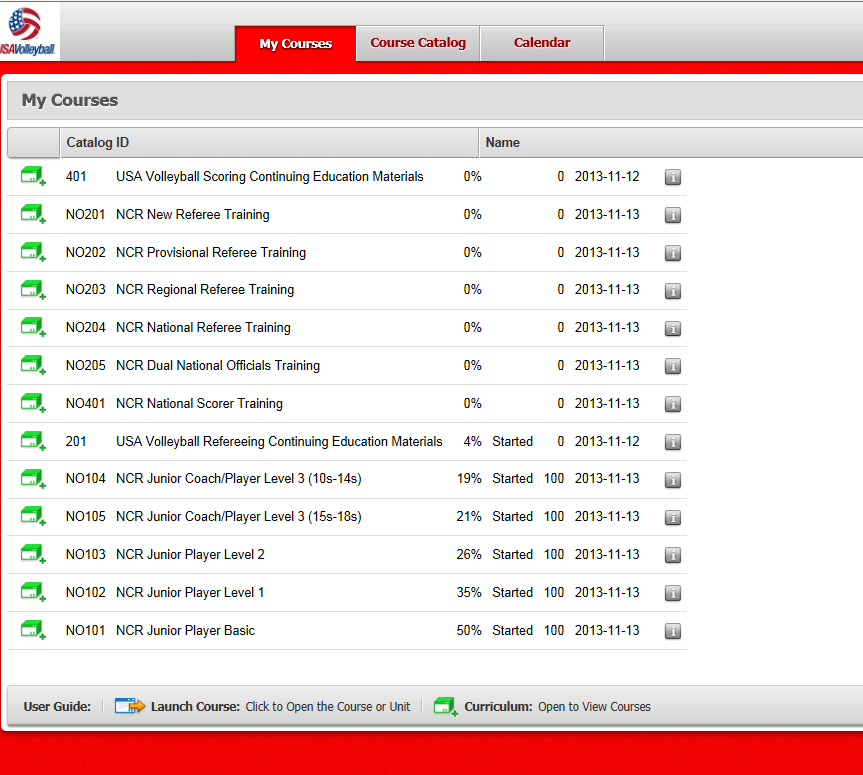 ISAVolleyball
My Courses Course Catalog Calendar
My Courses
Catalog ID Name
401 USA Volleyball Scoring Continuing Education Materials 0% 0 2013-11-12
NO201 NCR New Referee Training 0% 0 2013-11-13
NO202 NCR Provisional Referee Training 0% 0 2013-11-13
NO203 NCR Regional Referee Training 0% 0 2013-11-13
NO204 NCR National Referee Training 0% 0 2013-11-13
NO205 NCR Dual National Officials Training 0% 0 2013-11-13
NO401 NCR National Scorer Training 0% 0 2013-11-13
201 USA Volleyball Refereeing Continuing Education Materials 4% Started 0 2013-11-12
NO104 NCR Junior Coach/Player Level 3 (10s-14s) 19% Started 100 2013-11-13
NO105 NCR Junior Coach/Player Level 3 (15s-18s) 21% Started 100 2013-11-13
NO103 NCR Junior Player Level 2 26% Started 100 2013-11-13
NO102 NCR Junior Player Level 1 35% Started 100 2013-11-13
NO101 NCR Junior Player Basic 50% Started 100 2013-11-13
User Guide: Launch Course: Click to Open the Course or Unit Curriculum: Open to View Courses